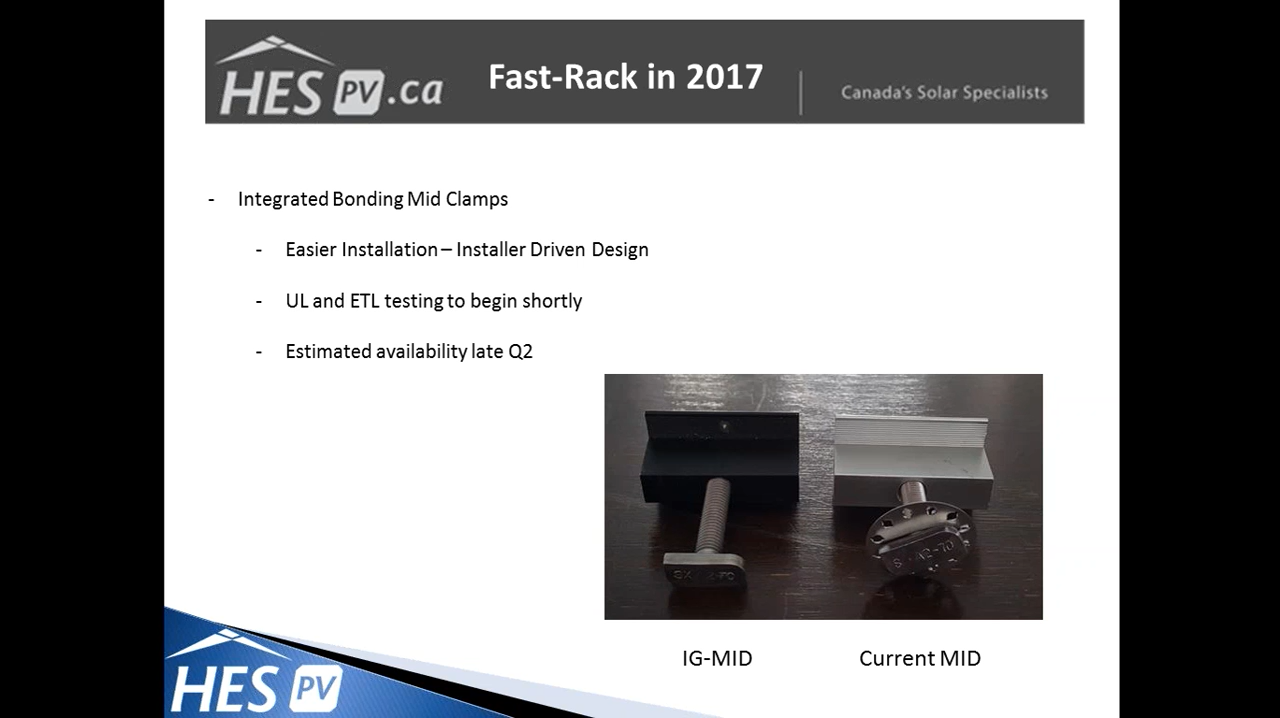 HES PV .ca
Fast-Rack in 2017
Canada's Solar Specialists
- Integrated Bonding Mid Clamps
- Easier Installation – Installer Driven Design
- UL and ETL testing to begin shortly
- Estimated availability late Q2
IG-MID
Current MID
HES PV